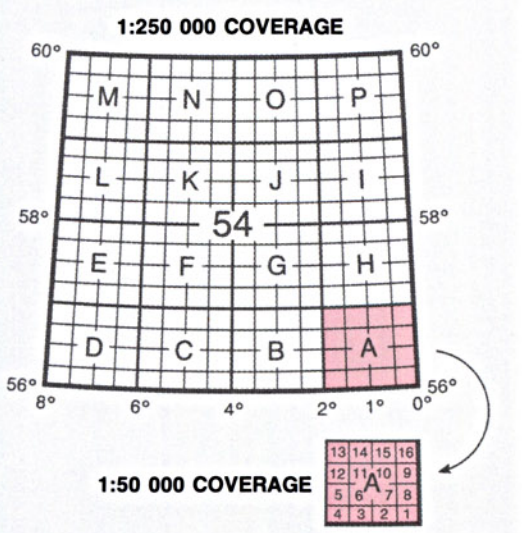 1:250 000 COVERAGE
60° 60°
M N O P
L K J I
58° 54 58°
E F G H
D C B A
56° 56°
8° 6° 4° 2° 1° 0°
13 14 15 16
12 11 10 9
1:50 000 COVERAGE A
5 6 7 8
4 3 2 1